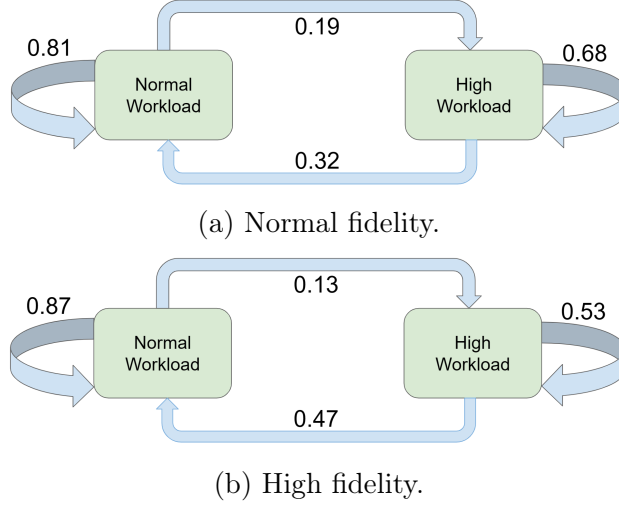 0.81
0.19
0.68
Normal
Workload
High
Workload
0.32
(a) Normal fidelity.
0.87
0.13
0.53
Normal
Workload
High
Workload
0.47
(b) High fidelity.